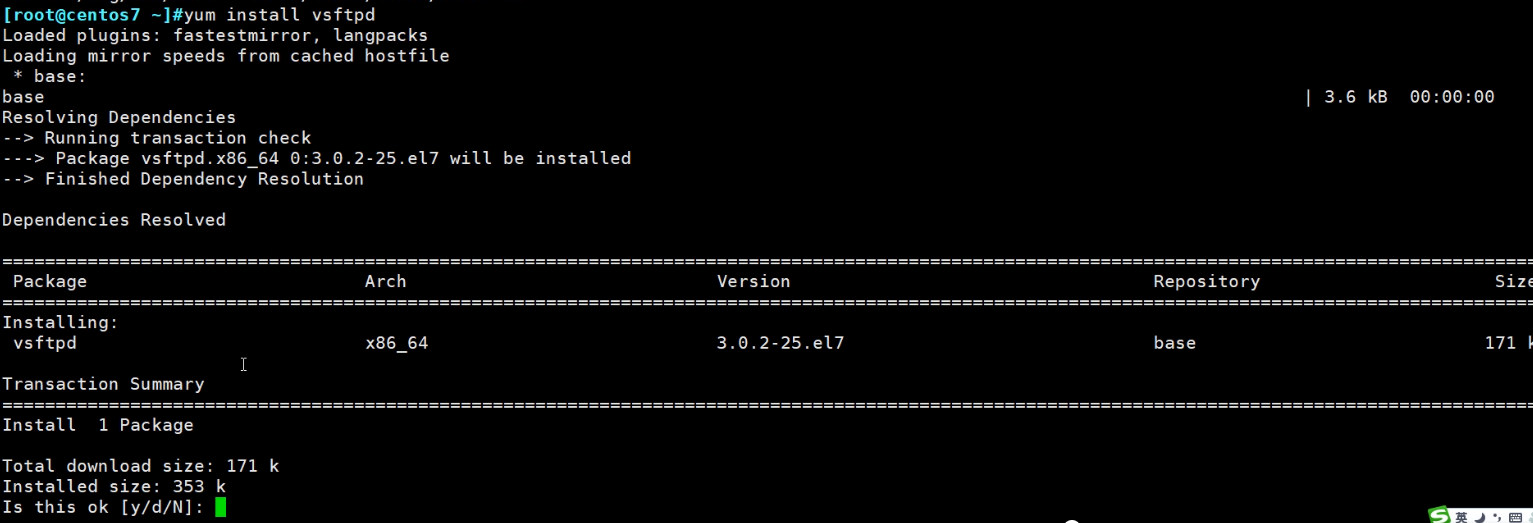 [root@centos7 ~]#yum install vsftpd
Loaded plugins: fastestmirror, langpacks
Loading mirror speeds from cached hostfile
 * base:
base | 3.6 kB 00:00:00
Resolving Dependencies
--> Running transaction check
---> Package vsftpd.x86_64 0:3.0.2-25.el7 will be installed
--> Finished Dependency Resolution
Dependencies Resolved
================================================================================
Package Arch Version Repository Size
================================================================================
Installing:
vsftpd x86_64 3.0.2-25.el7 base 171 k
Transaction Summary
================================================================================
Install  1 Package
Total download size: 171 k
Installed size: 353 k
Is this ok [y/d/N]:
S 英